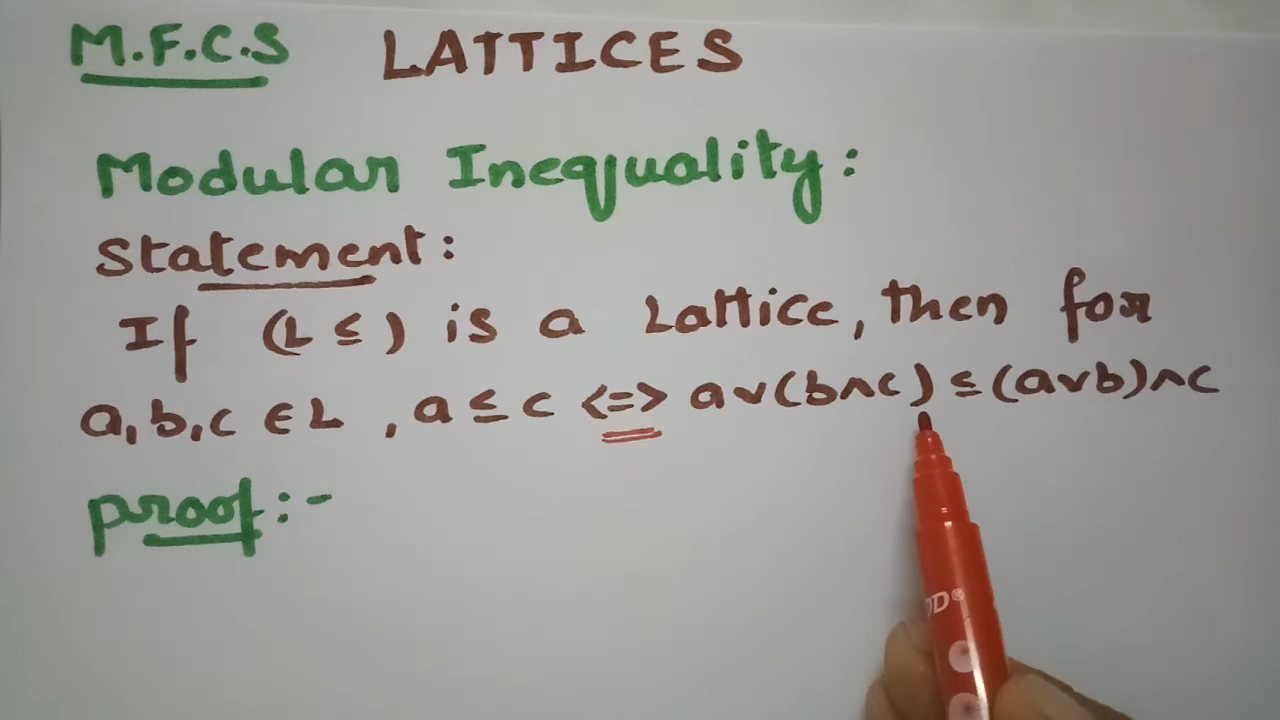 M.F.C.S LATTICES
Modular Inequality:
Statement:
If (L ≤) is a Lattice, then for
a,b,c ∈ L , a ≤ c <=> a∨(b∧c) ≤ (a∨b)∧c
proof:-